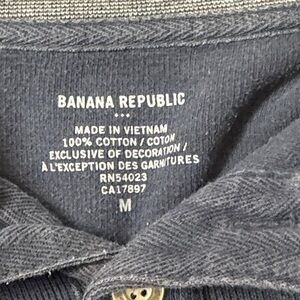 BANANA REPUBLIC
MADE IN VIETNAM
100% COTTON / COTON
EXCLUSIVE OF DECORATION /
À L'EXCEPTION DES GARNITURES
RN54023
CA17897
M